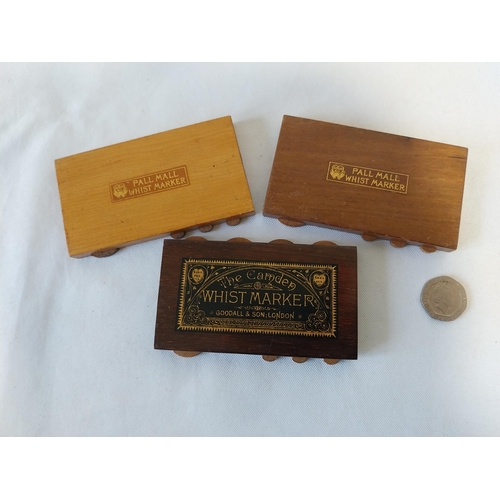 PALL MALL
WHIST MARKER
PALL MALL
WHIST MARKER
The Camden
WHIST MARKER
GOODALL & SON, LONDON